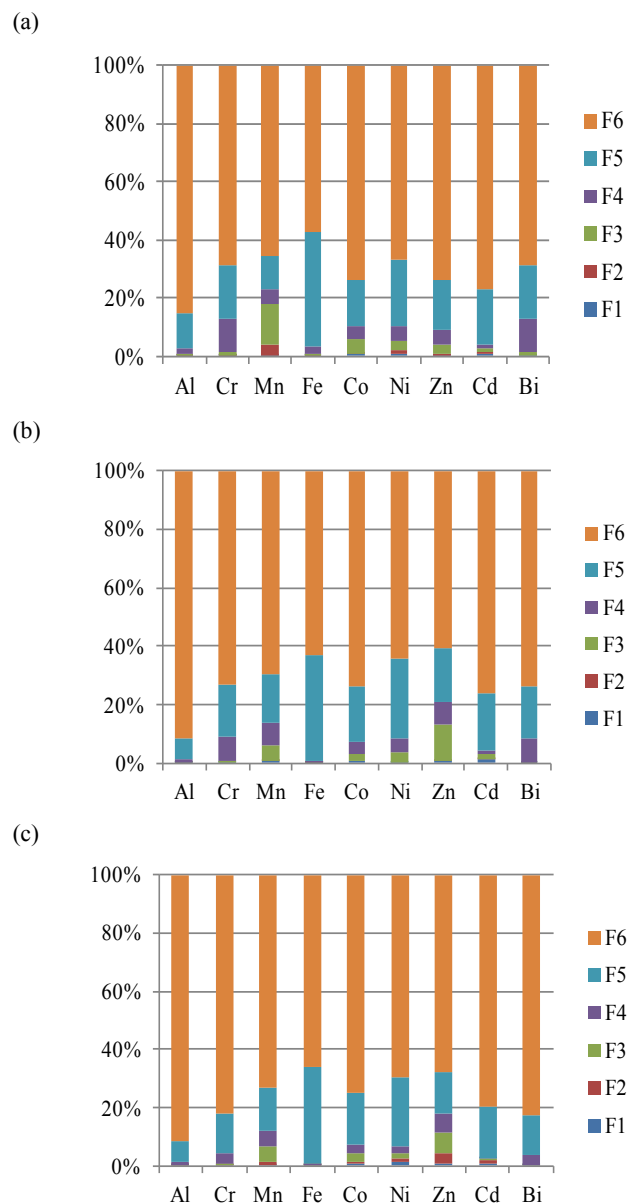 (a)
100%
80%
60%
40%
20%
0%
Al Cr Mn Fe Co Ni Zn Cd Bi
F6
F5
F4
F3
F2
F1
(b)
100%
80%
60%
40%
20%
0%
Al Cr Mn Fe Co Ni Zn Cd Bi
F6
F5
F4
F3
F2
F1
(c)
100%
80%
60%
40%
20%
0%
Al Cr Mn Fe Co Ni Zn Cd Bi
F6
F5
F4
F3
F2
F1